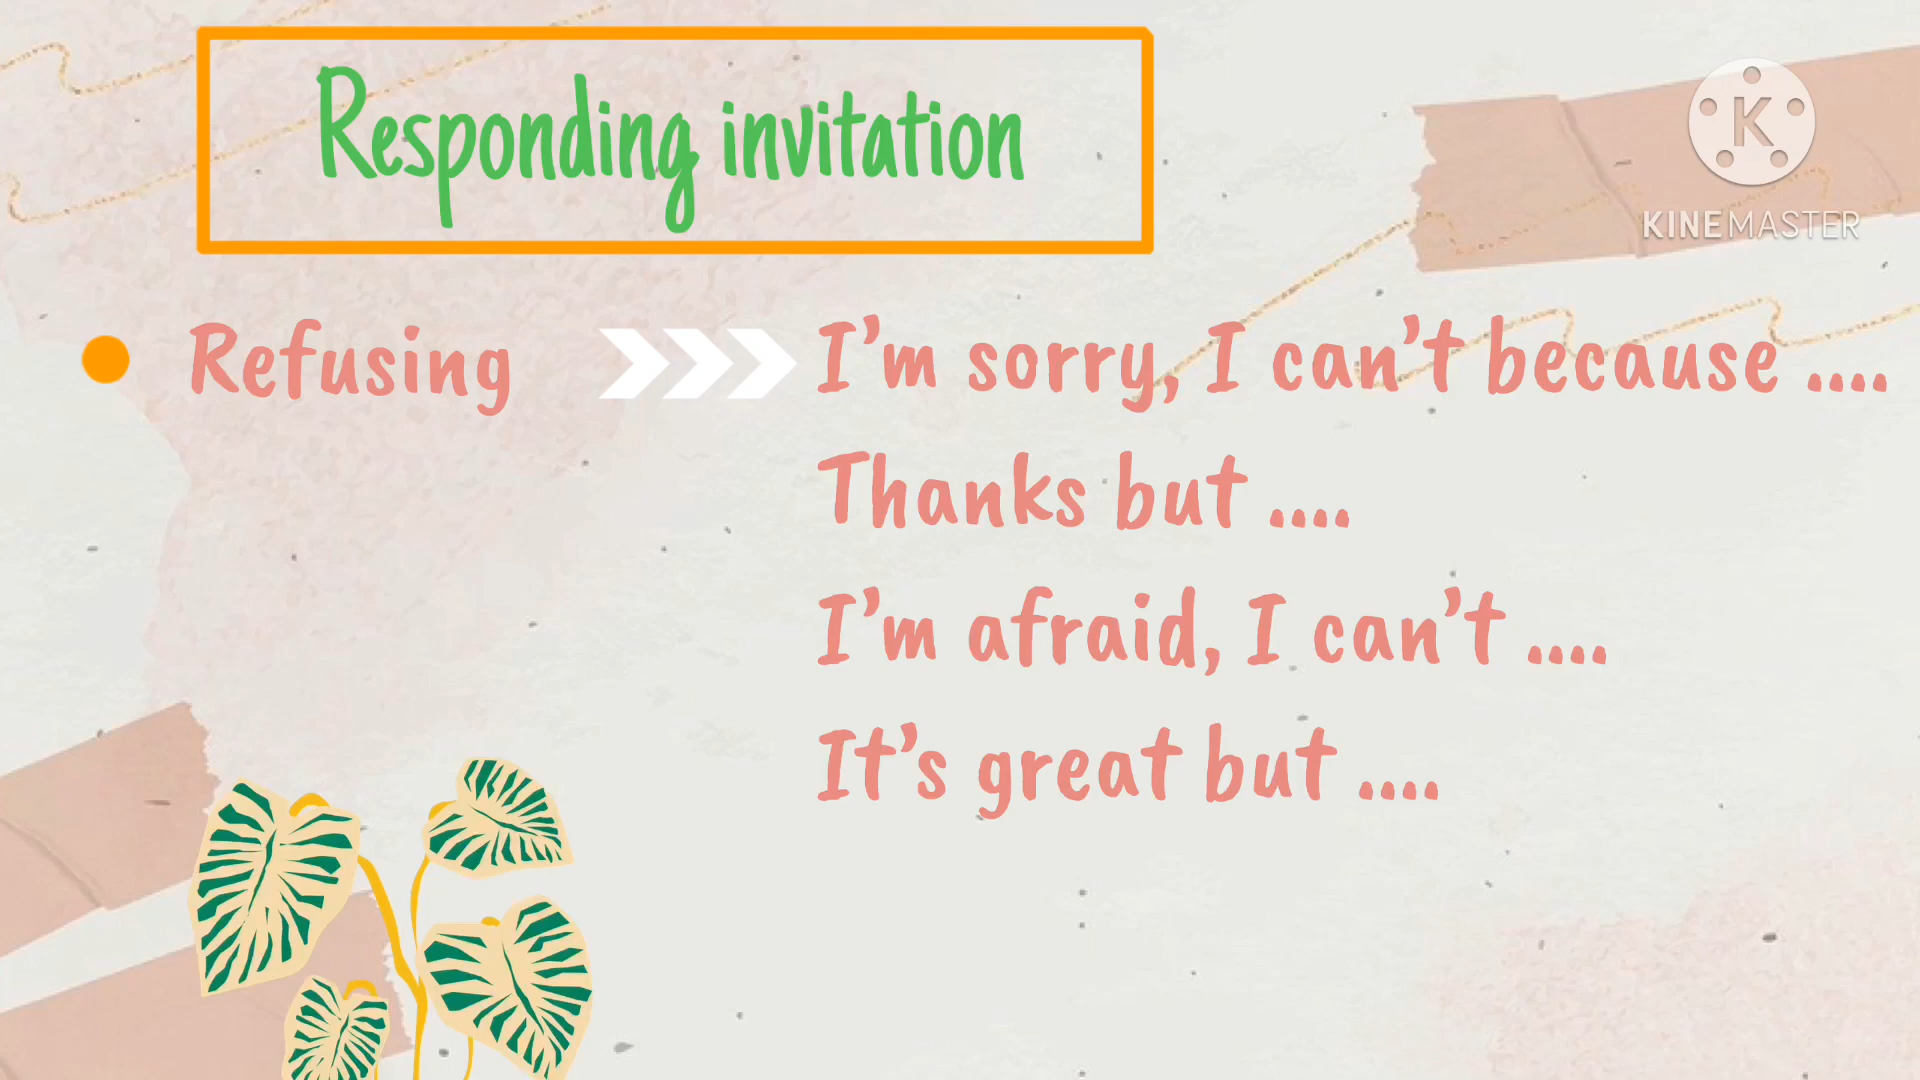 Responding invitation
K
KINEMASTER
Refusing
I'm sorry, I can't because ....
Thanks but ....
I'm afraid, I can't ....
It's great but ....